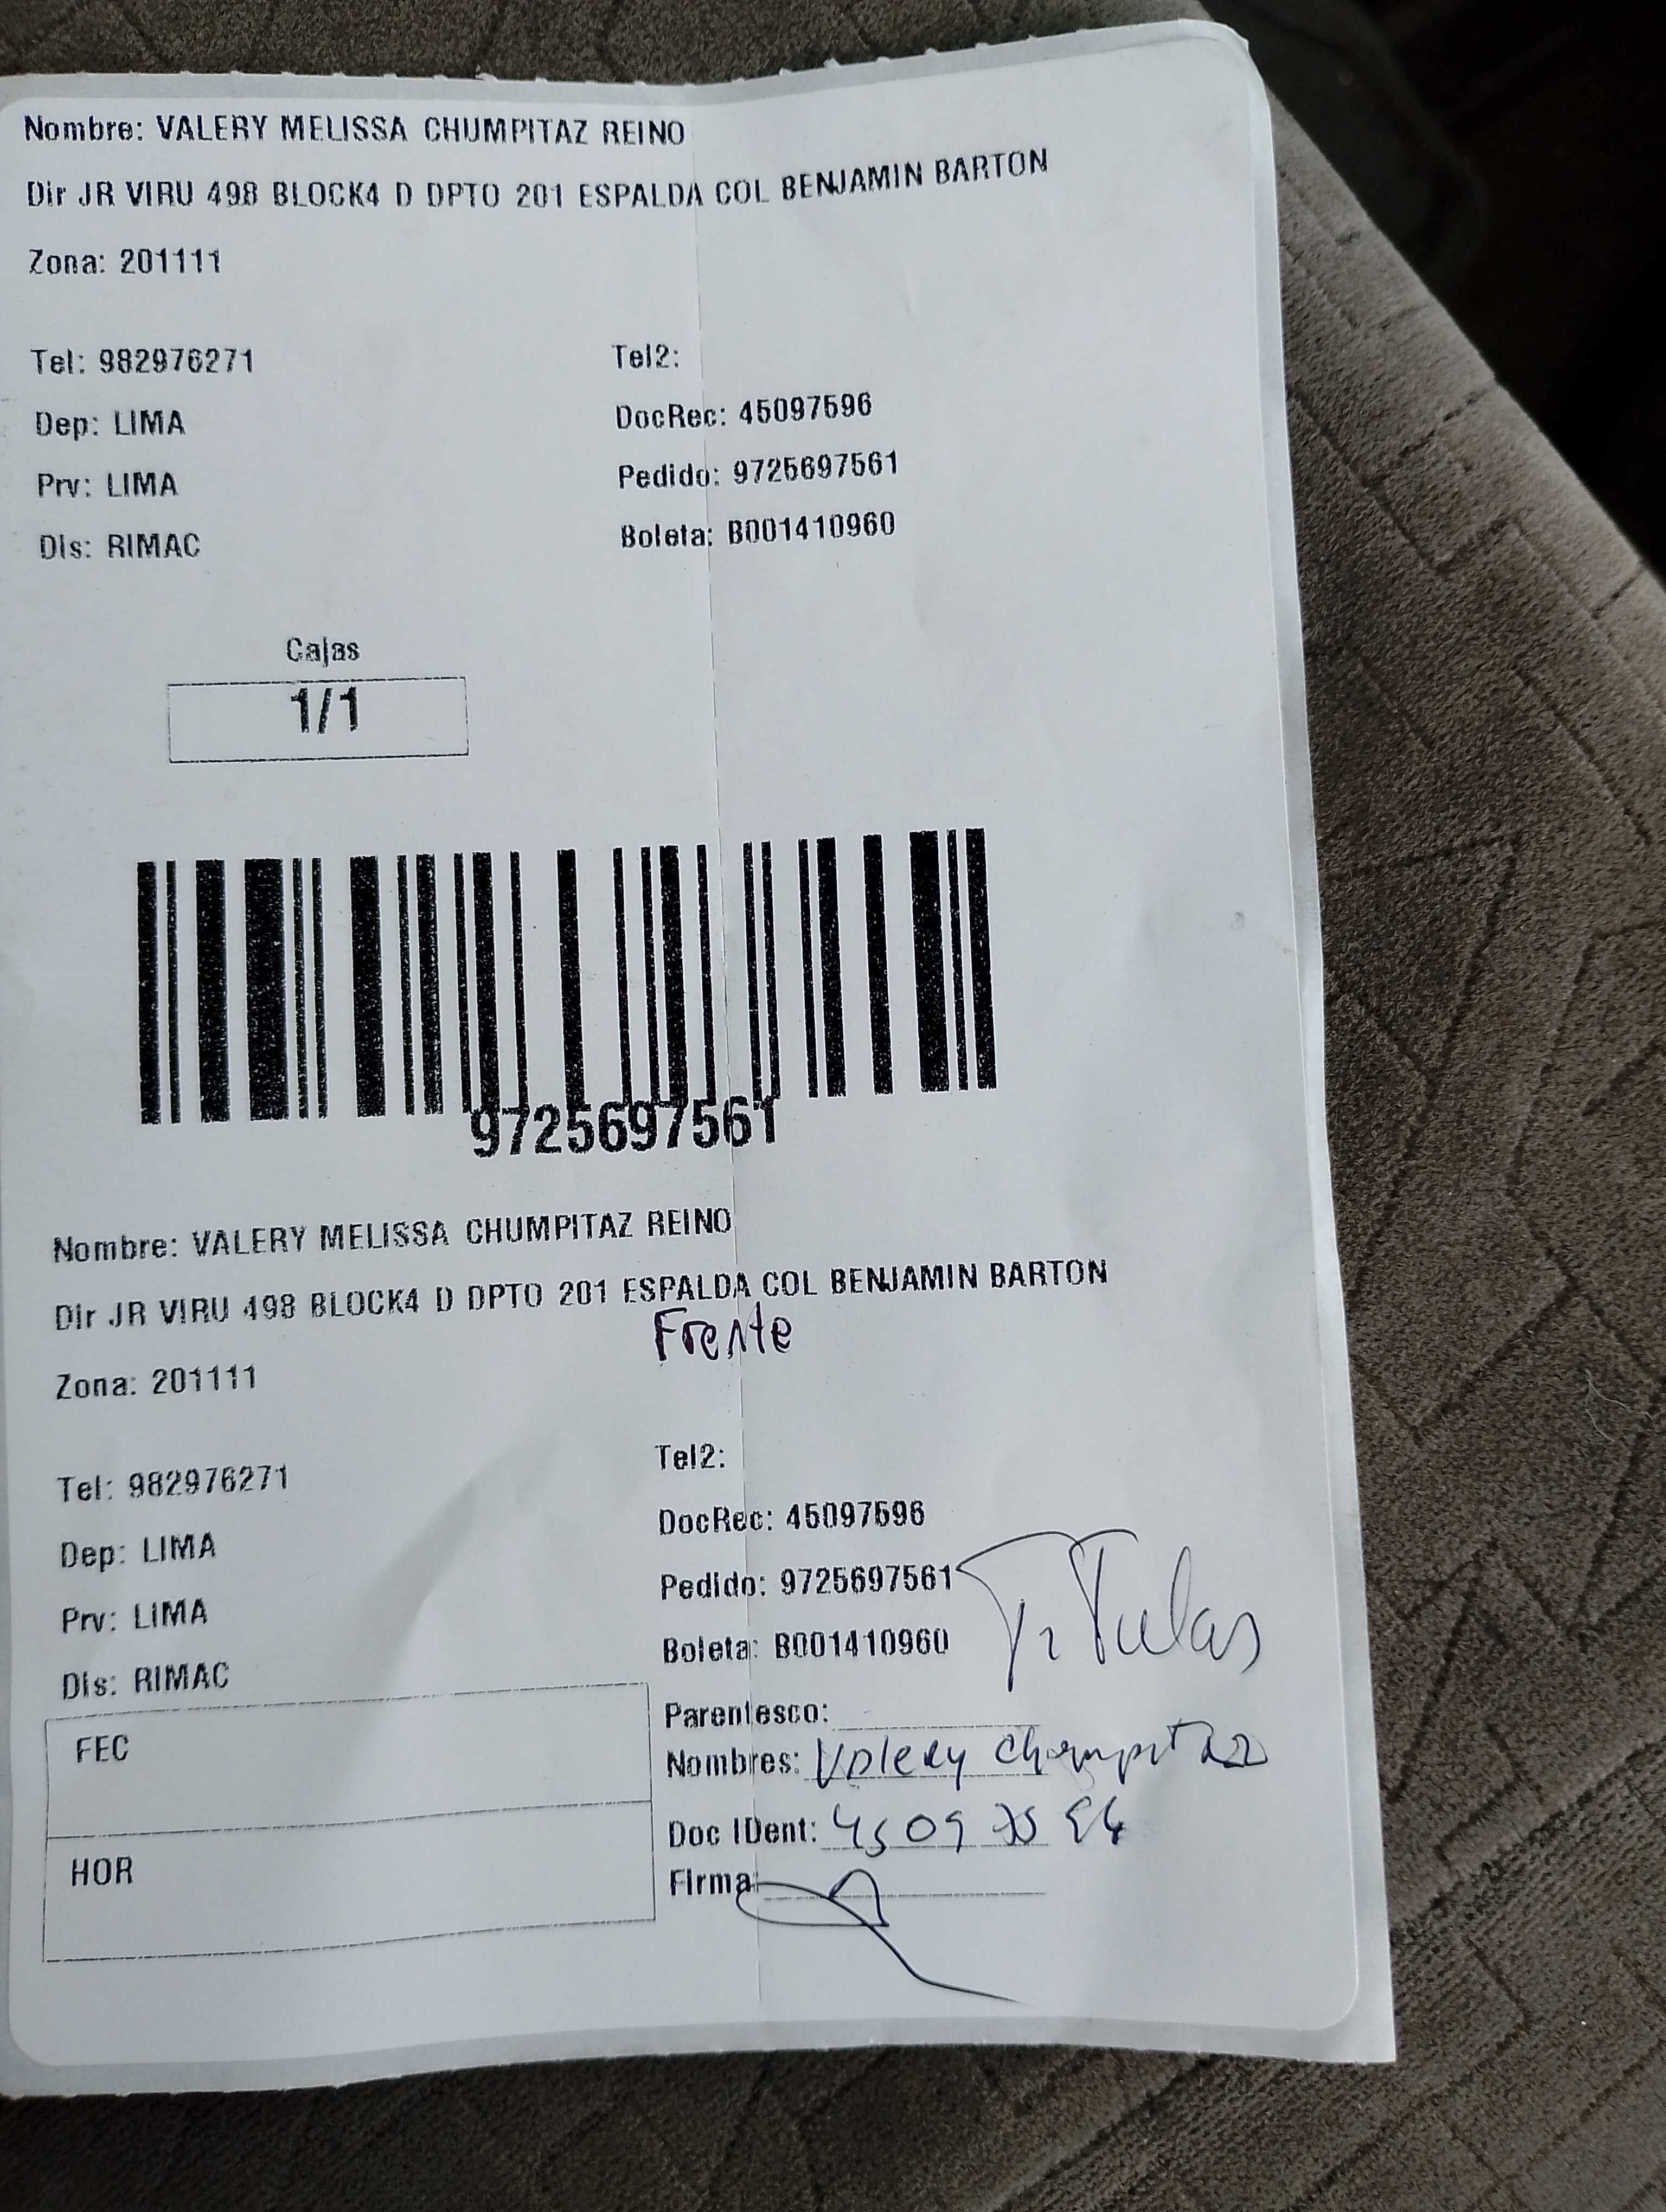 Nombre: VALERY MELISSA CHUMPITAZ REINO
Dir JR VIRU 498 BLOCK4 D DPTO 201 ESPALDA COL BENJAMIN BARTON
Zona: 201111
Tel: 982976271
Tel2:
Dep: LIMA
DocRec: 45097596
Prv: LIMA
Pedido: 9725697561
Dis: RIMAC
Boleta: B001410960
Cajas
1/1
9725697561
Nombre: VALERY MELISSA CHUMPITAZ REINO
Dir JR VIRU 498 BLOCK4 D DPTO 201 ESPALDA COL BENJAMIN BARTON
Frente
Zona: 201111
Tel: 982976271
Tel2:
Dep: LIMA
DocRec: 45097596
Prv: LIMA
Pedido: 9725697561
Dis: RIMAC
Boleta: B001410960
Parentesco:
FEC
Nombres: Valery Chumpitaz
Doc IDent:
HOR
Firma: